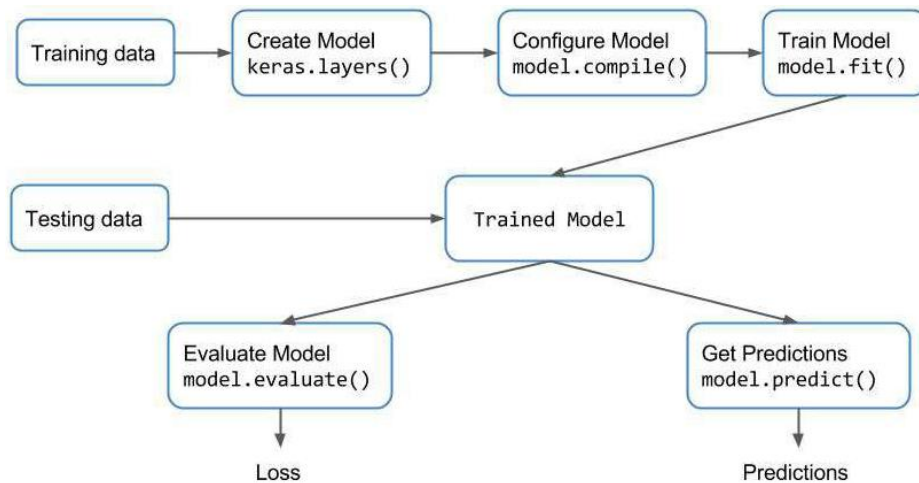 Training data
Create Model
keras.layers()
Configure Model
model.compile()
Train Model
model.fit()
Testing data
Trained Model
Evaluate Model
model.evaluate()
Get Predictions
model.predict()
Loss
Predictions